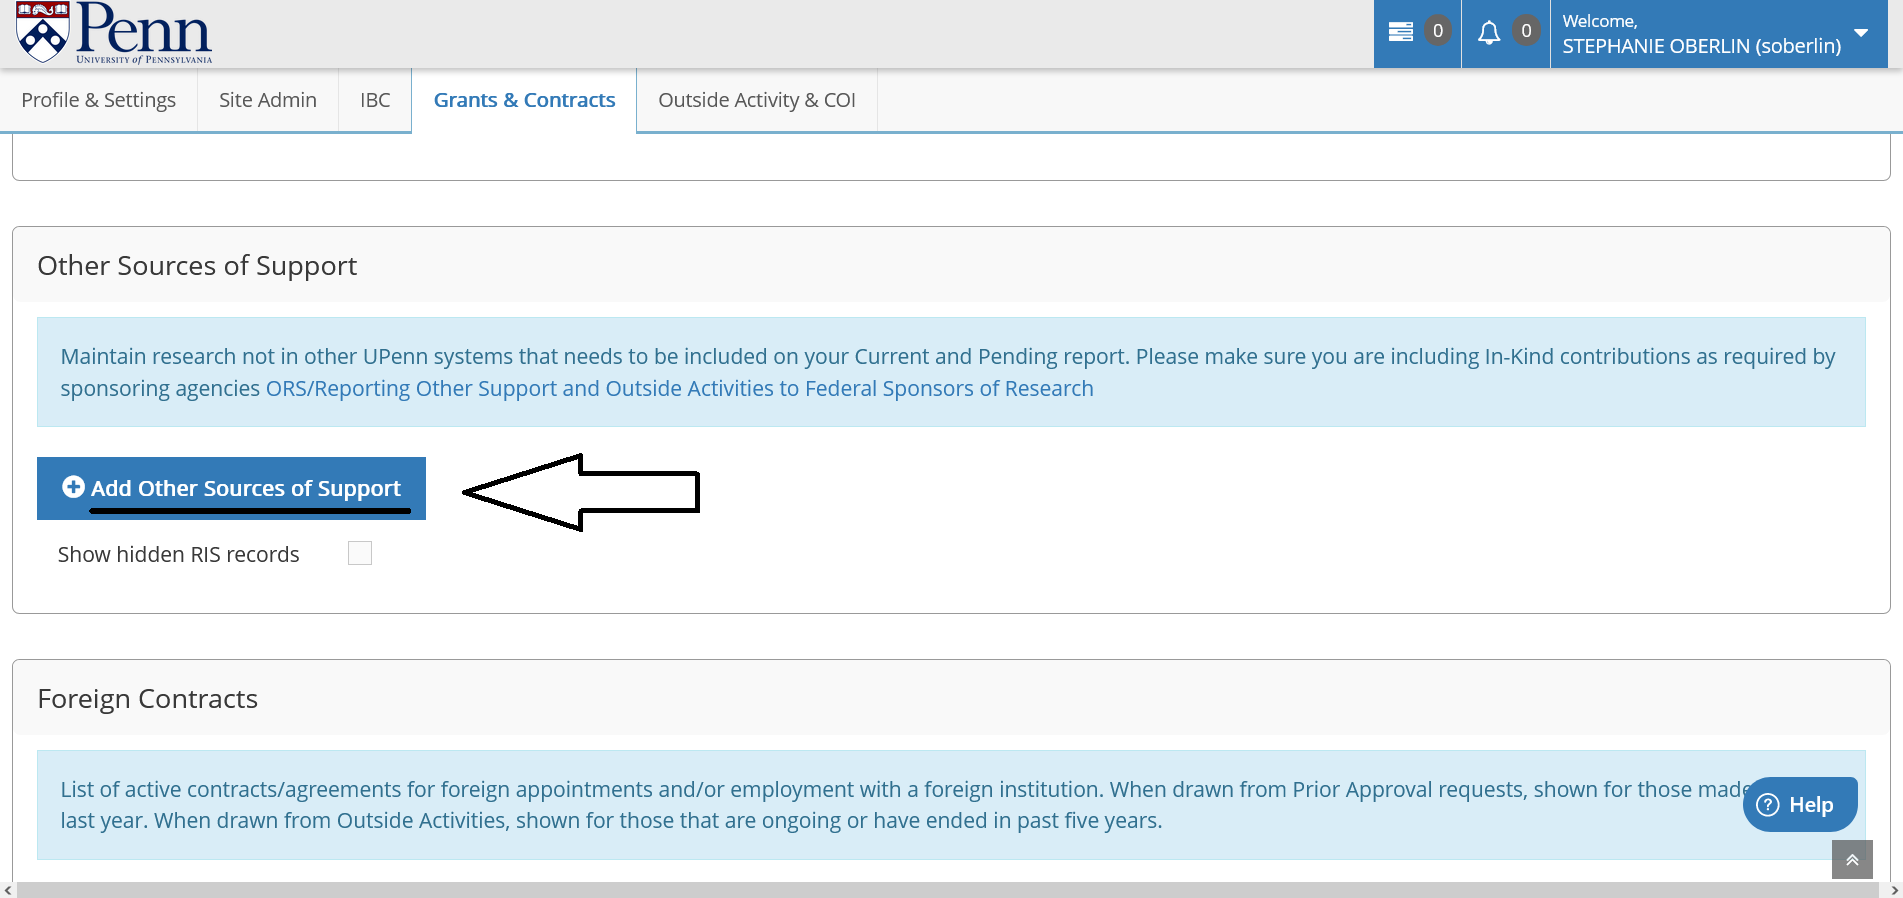 Penn
UNIVERSITY of PENNSYLVANIA
0
0
Welcome,
STEPHANIE OBERLIN (soberlin)
Profile & Settings
Site Admin
IBC
Grants & Contracts
Outside Activity & COI
Other Sources of Support
Maintain research not in other UPenn systems that needs to be included on your Current and Pending report. Please make sure you are including In-Kind contributions as required by
sponsoring agencies ORS/Reporting Other Support and Outside Activities to Federal Sponsors of Research
Add Other Sources of Support
Show hidden RIS records
Foreign Contracts
List of active contracts/agreements for foreign appointments and/or employment with a foreign institution. When drawn from Prior Approval requests, shown for those made
last year. When drawn from Outside Activities, shown for those that are ongoing or have ended in past five years.
Help